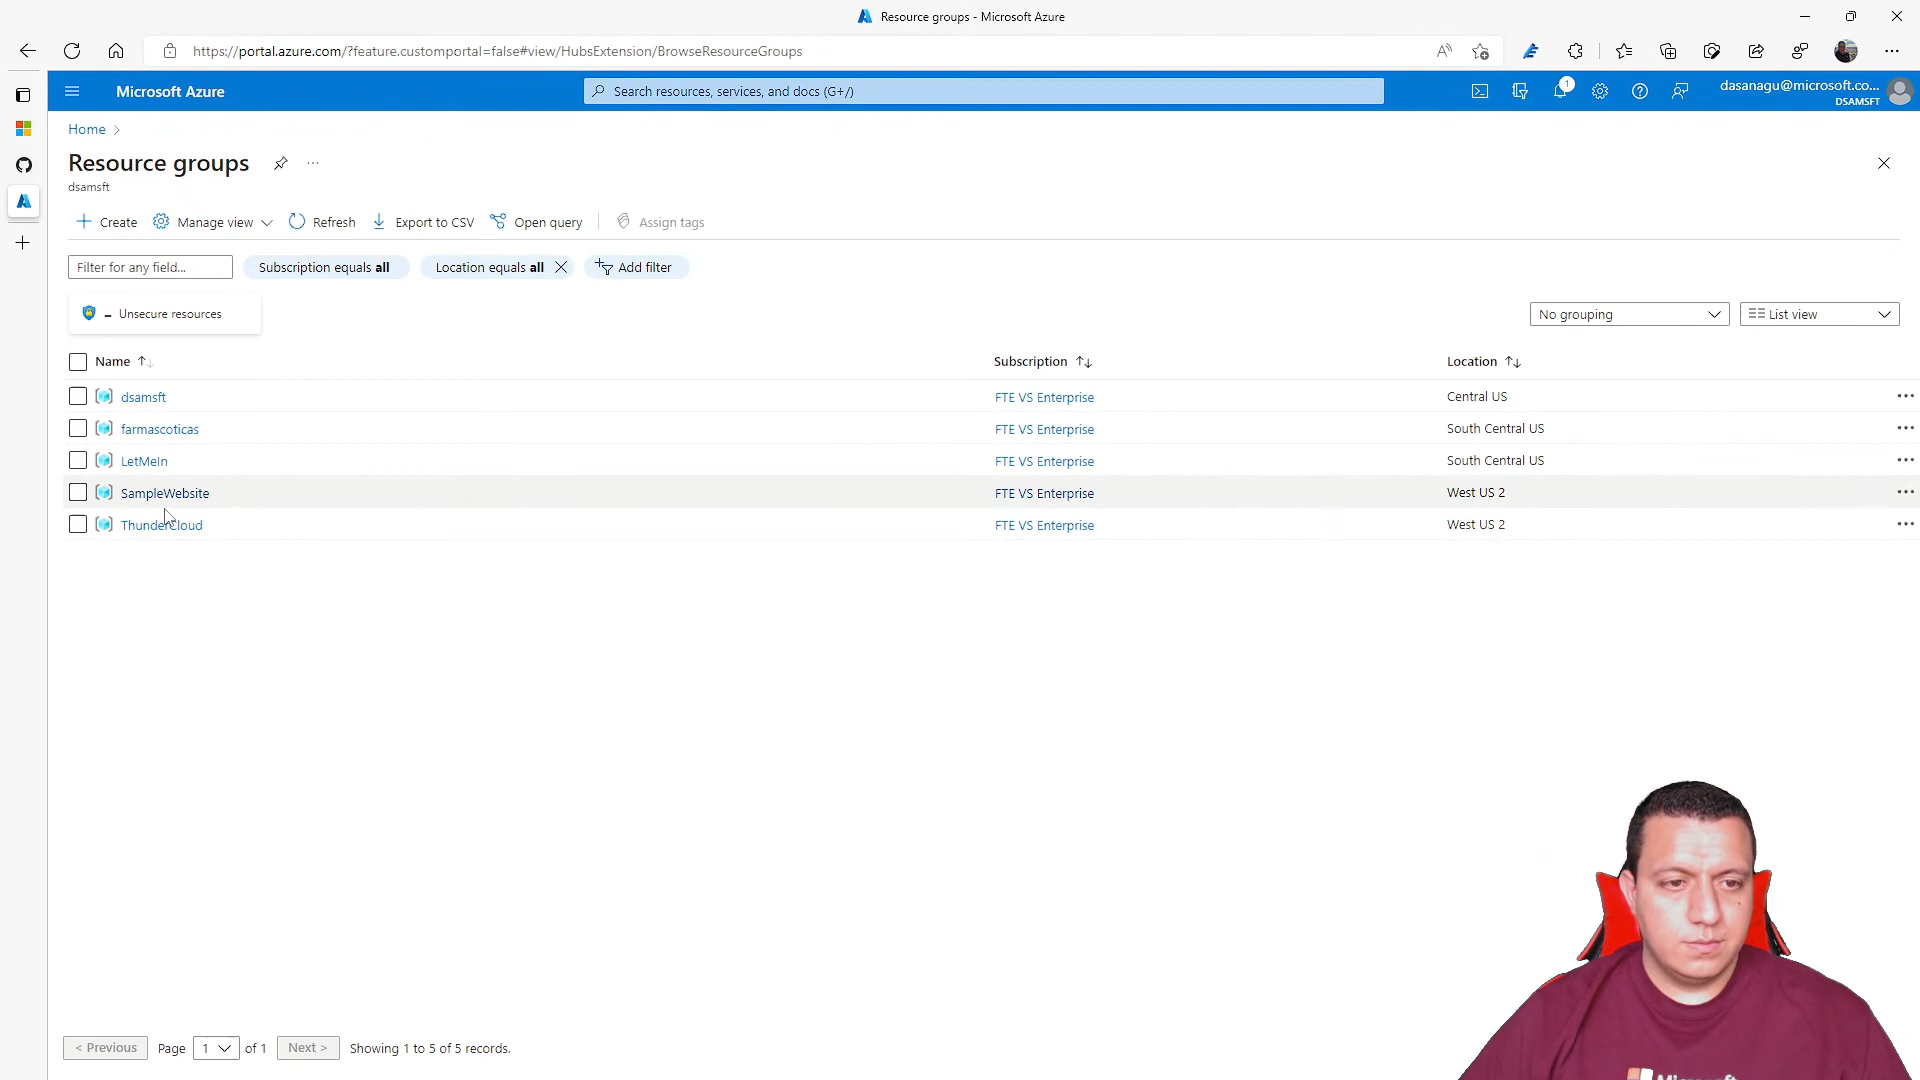 Resource groups - Microsoft Azure
https://portal.azure.com/?feature.customportal=false#view/HubsExtension/BrowseResourceGroups
Microsoft Azure
Search resources, services, and docs (G+/)
1
dasanagu@microsoft.co...
DSAMSFT
Home
Resource groups
dsamsft
Create
Manage view
Refresh
Export to CSV
Open query
Assign tags
Filter for any field...
Subscription equals all
Location equals all
Add filter
Unsecure resources
No grouping
List view
Name
Subscription
Location
dsamsft FTE VS Enterprise Central US
farmascoticas FTE VS Enterprise South Central US
LetMeIn FTE VS Enterprise South Central US
SampleWebsite FTE VS Enterprise West US 2
ThunderCloud FTE VS Enterprise West US 2
< Previous Page 1 of 1 Next > Showing 1 to 5 of 5 records.
Microsoft